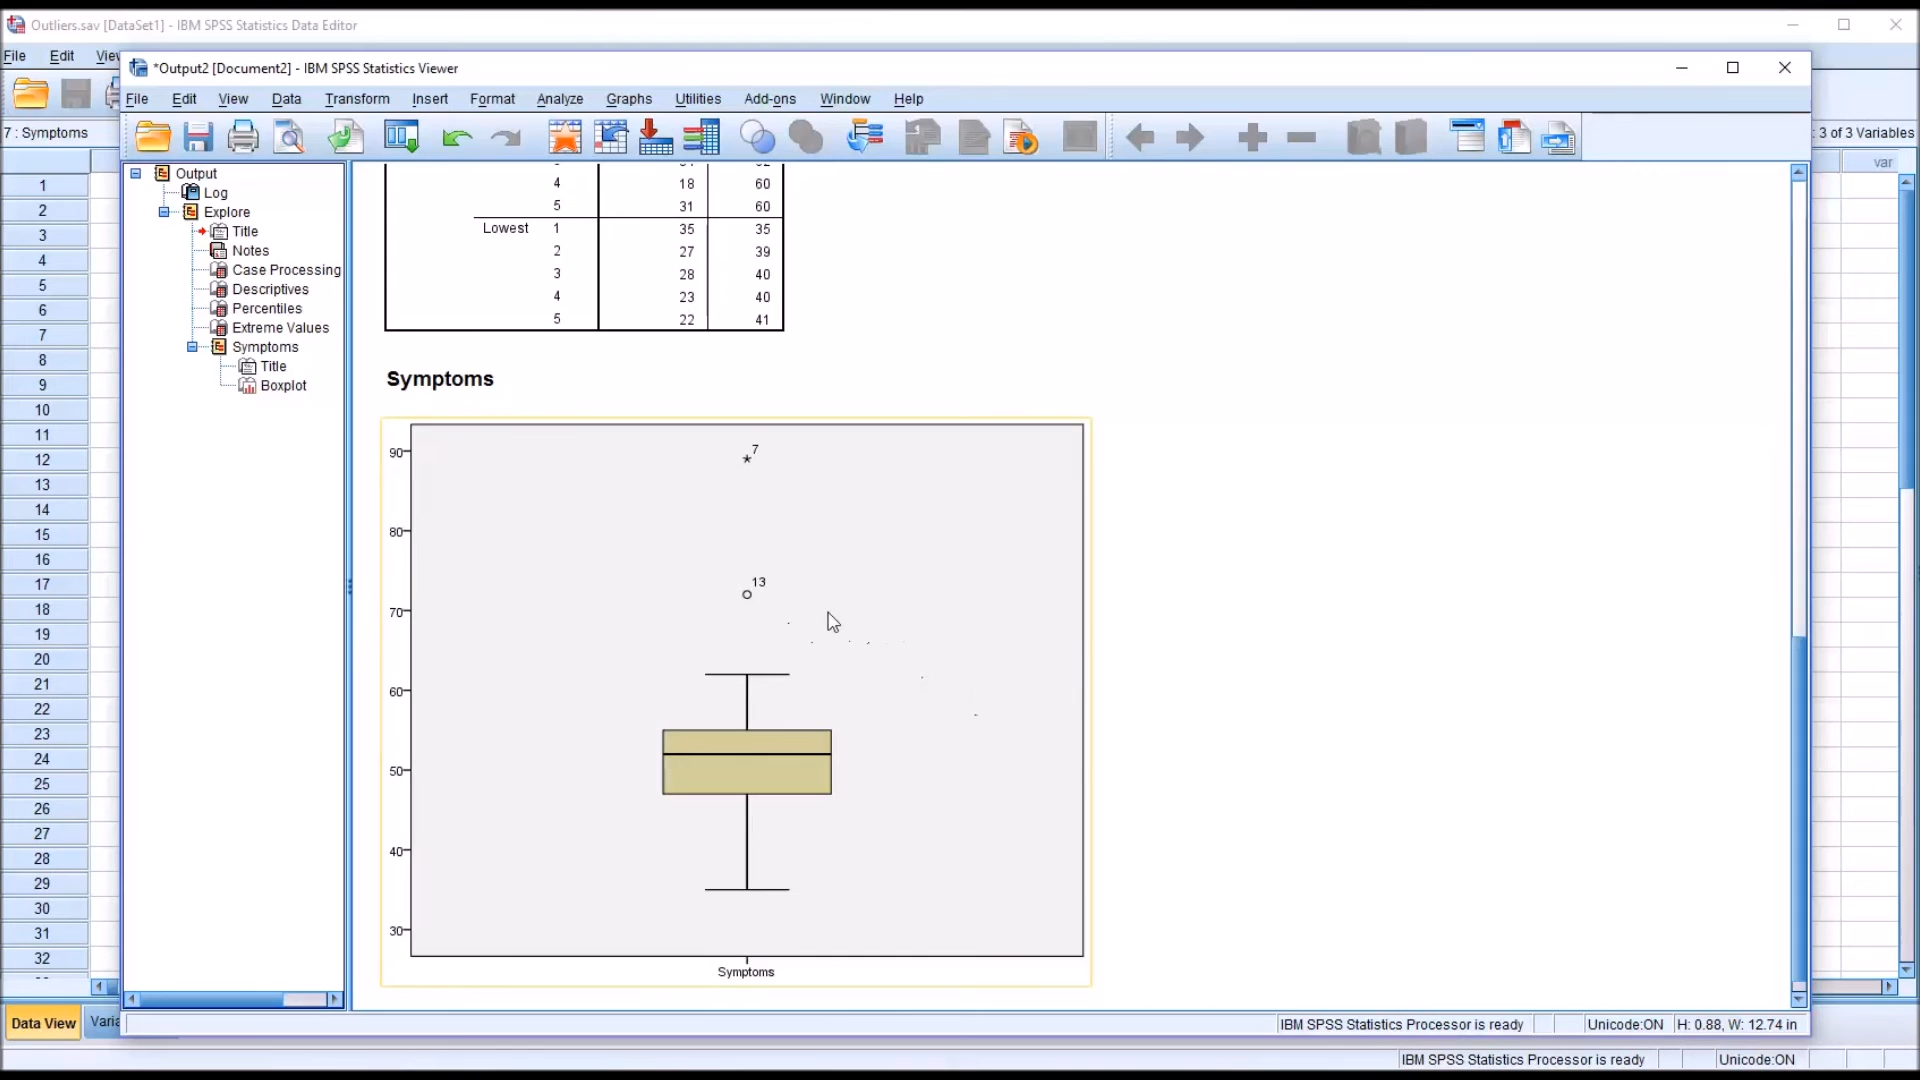 Outliers.sav [DataSet1] - IBM SPSS Statistics Data Editor
File Edit
*Output2 [Document2] - IBM SPSS Statistics Viewer
File Edit View Data Transform Insert Format Analyze Graphs Utilities Add-ons Window Help
7 : Symptoms
3 of 3 Variables
var
1
2
3
4
5
6
7
8
9
10
11
12
13
14
15
16
17
18
19
20
21
22
23
24
25
26
27
28
29
30
31
32
Output
Log
Explore
Title
Notes
Case Processing
Descriptives
Percentiles
Extreme Values
Symptoms
Title
Boxplot
4 18 60
5 31 60
Lowest 1 35 35
2 27 39
3 28 40
4 23 40
5 22 41
Symptoms
90
80
70
60
50
40
30
7
13
Symptoms
Data View
IBM SPSS Statistics Processor is ready Unicode:ON H: 0.88, W: 12.74 in
IBM SPSS Statistics Processor is ready Unicode:ON